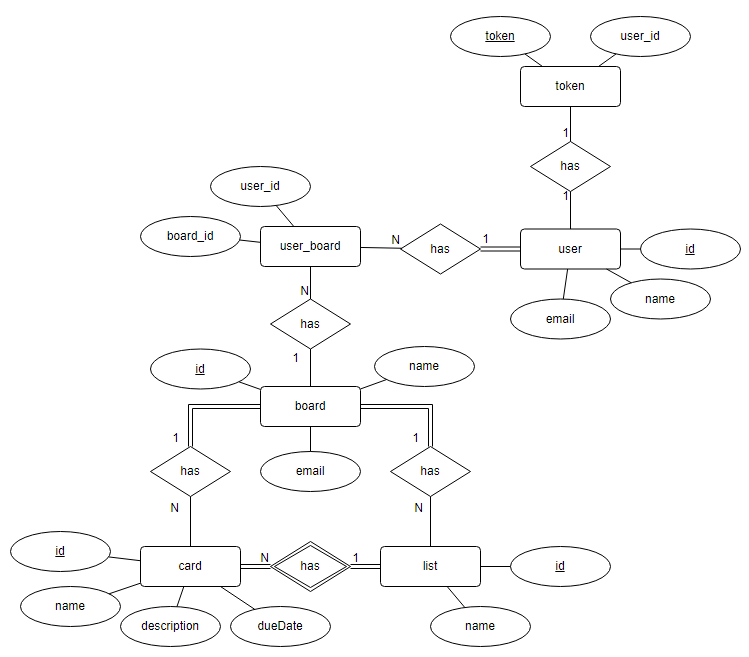 token
user_id
token
1
has
1
user_id
board_id
user_board
N
has
1
user
id
name
email
N
has
1
id
name
board
email
1
has
N
1
has
N
id
name
description
dueDate
card
N
has
1
list
id
name